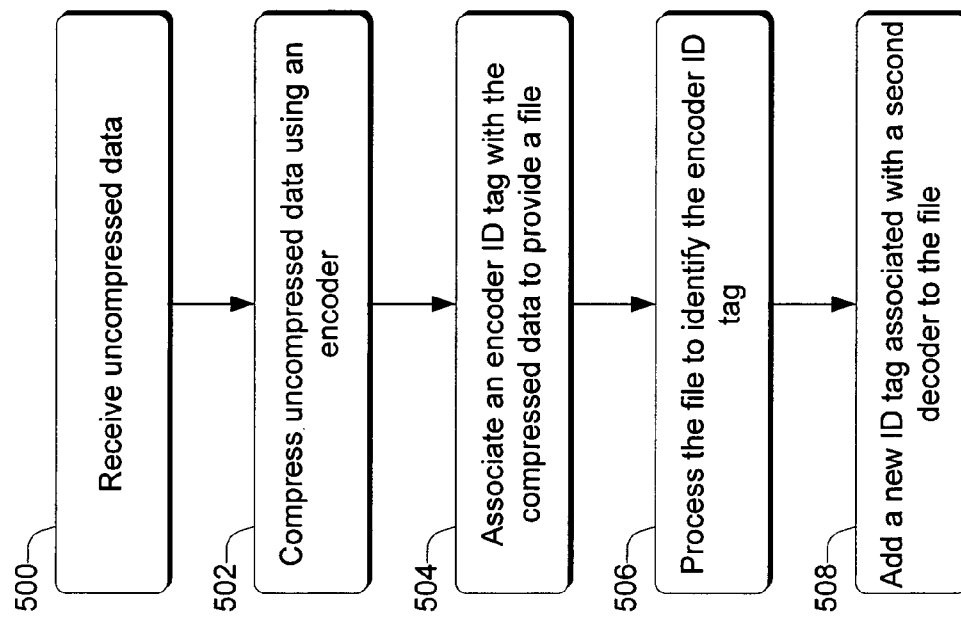 500
Receive uncompressed data
502
Compress uncompressed data using an
encoder
504
Associate an encoder ID tag with the
compressed data to provide a file
506
Process the file to identify the encoder ID
tag
508
Add a new ID tag associated with a second
decoder to the file